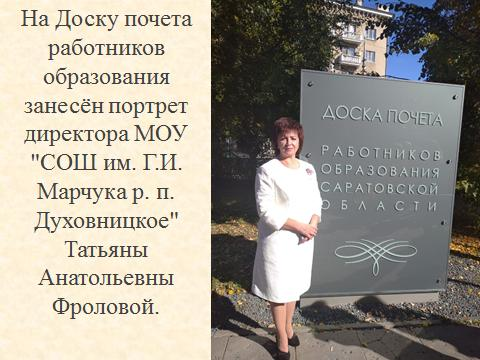 На Доску почета
работников
образования
занесён портрет
директора МОУ
"СОШ им. Г.И.
Марчука р. п.
Духовницкое"
Татьяны
Анатольевны
Фроловой.
ДОСКА ПОЧЕТА
РАБОТНИКОВ
ОБРАЗОВАНИЯ
САРАТОВСКОЙ
ОБЛАСТИ